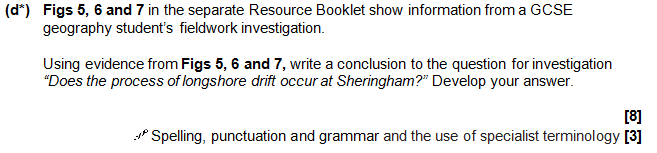 (d*) Figs 5, 6 and 7 in the separate Resource Booklet show information from a GCSE
geography student's fieldwork investigation.
Using evidence from Figs 5, 6 and 7, write a conclusion to the question for investigation
"Does the process of longshore drift occur at Sheringham?" Develop your answer.
[8]
Spelling, punctuation and grammar and the use of specialist terminology [3]